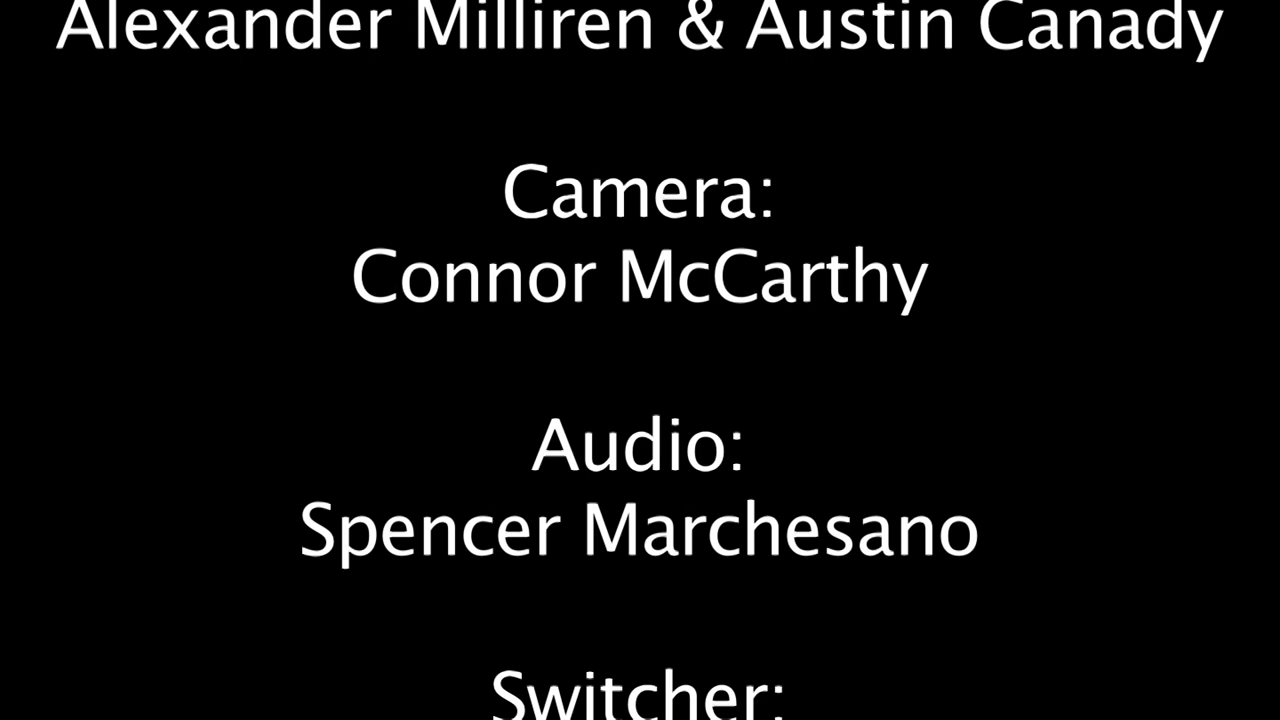 Alexander Milliren & Austin Canady
Camera:
Connor McCarthy
Audio:
Spencer Marchesano
Switcher: